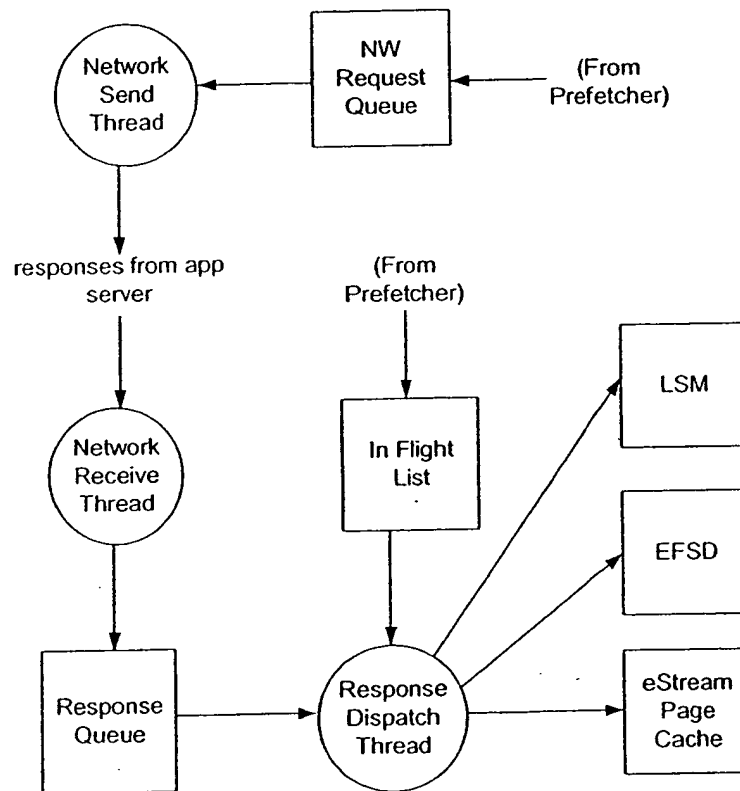 Network
Send
Thread
NW
Request
Queue
(From
Prefetcher)
responses from app
server
(From
Prefetcher)
LSM
Network
Receive
Thread
In Flight
List
EFSD
Response
Queue
Response
Dispatch
Thread
eStream
Page
Cache